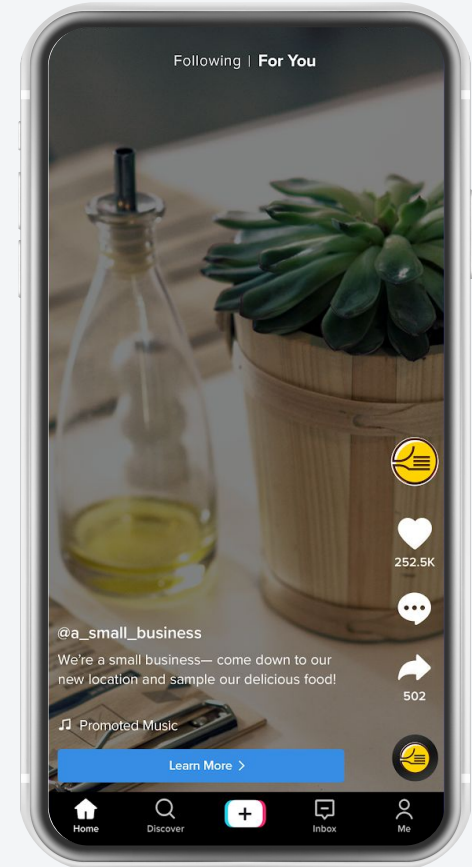 Following | For You
252.5K
@a_small_business
We're a small business— come down to our
new location and sample our delicious food!
502
Promoted Music
Learn More >
Home
Discover
Inbox
Me